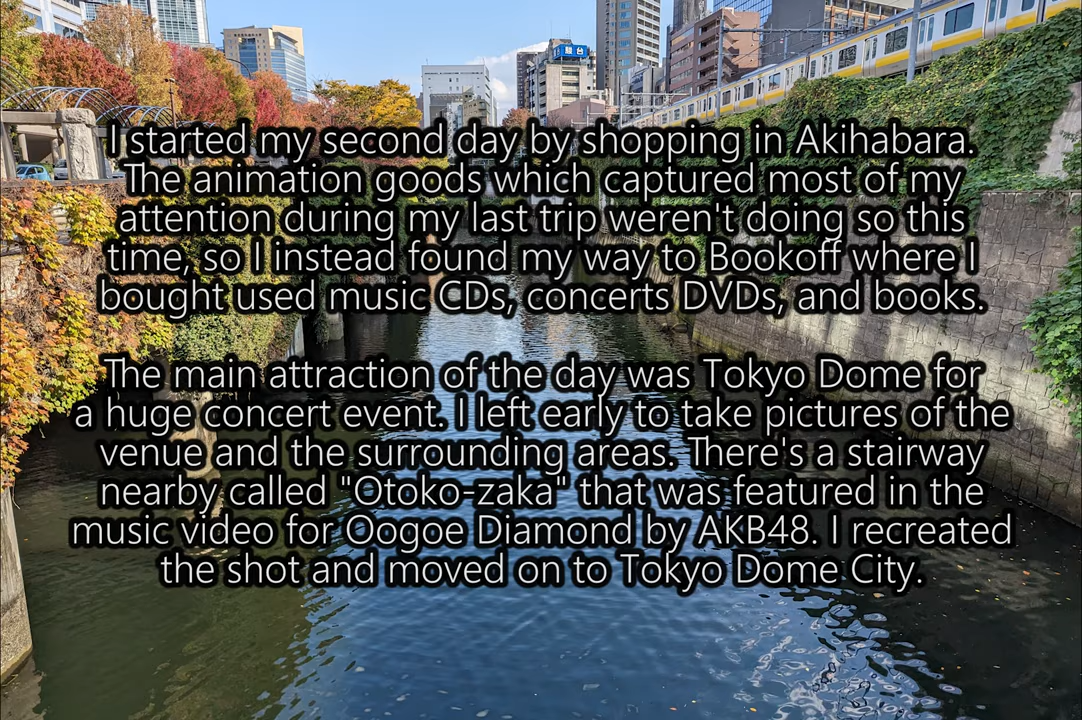 駿台
I started my second day by shopping in Akihabara.
The animation goods which captured most of my
attention during my last trip weren't doing so this
time, so I instead found my way to Bookoff where I
bought used music CDs, concerts DVDs, and books.
The main attraction of the day was Tokyo Dome for
a huge concert event. I left early to take pictures of the
venue and the surrounding areas. There's a stairway
nearby called "Otoko-zaka" that was featured in the
music video for Oogoe Diamond by AKB48. I recreated
the shot and moved on to Tokyo Dome City.